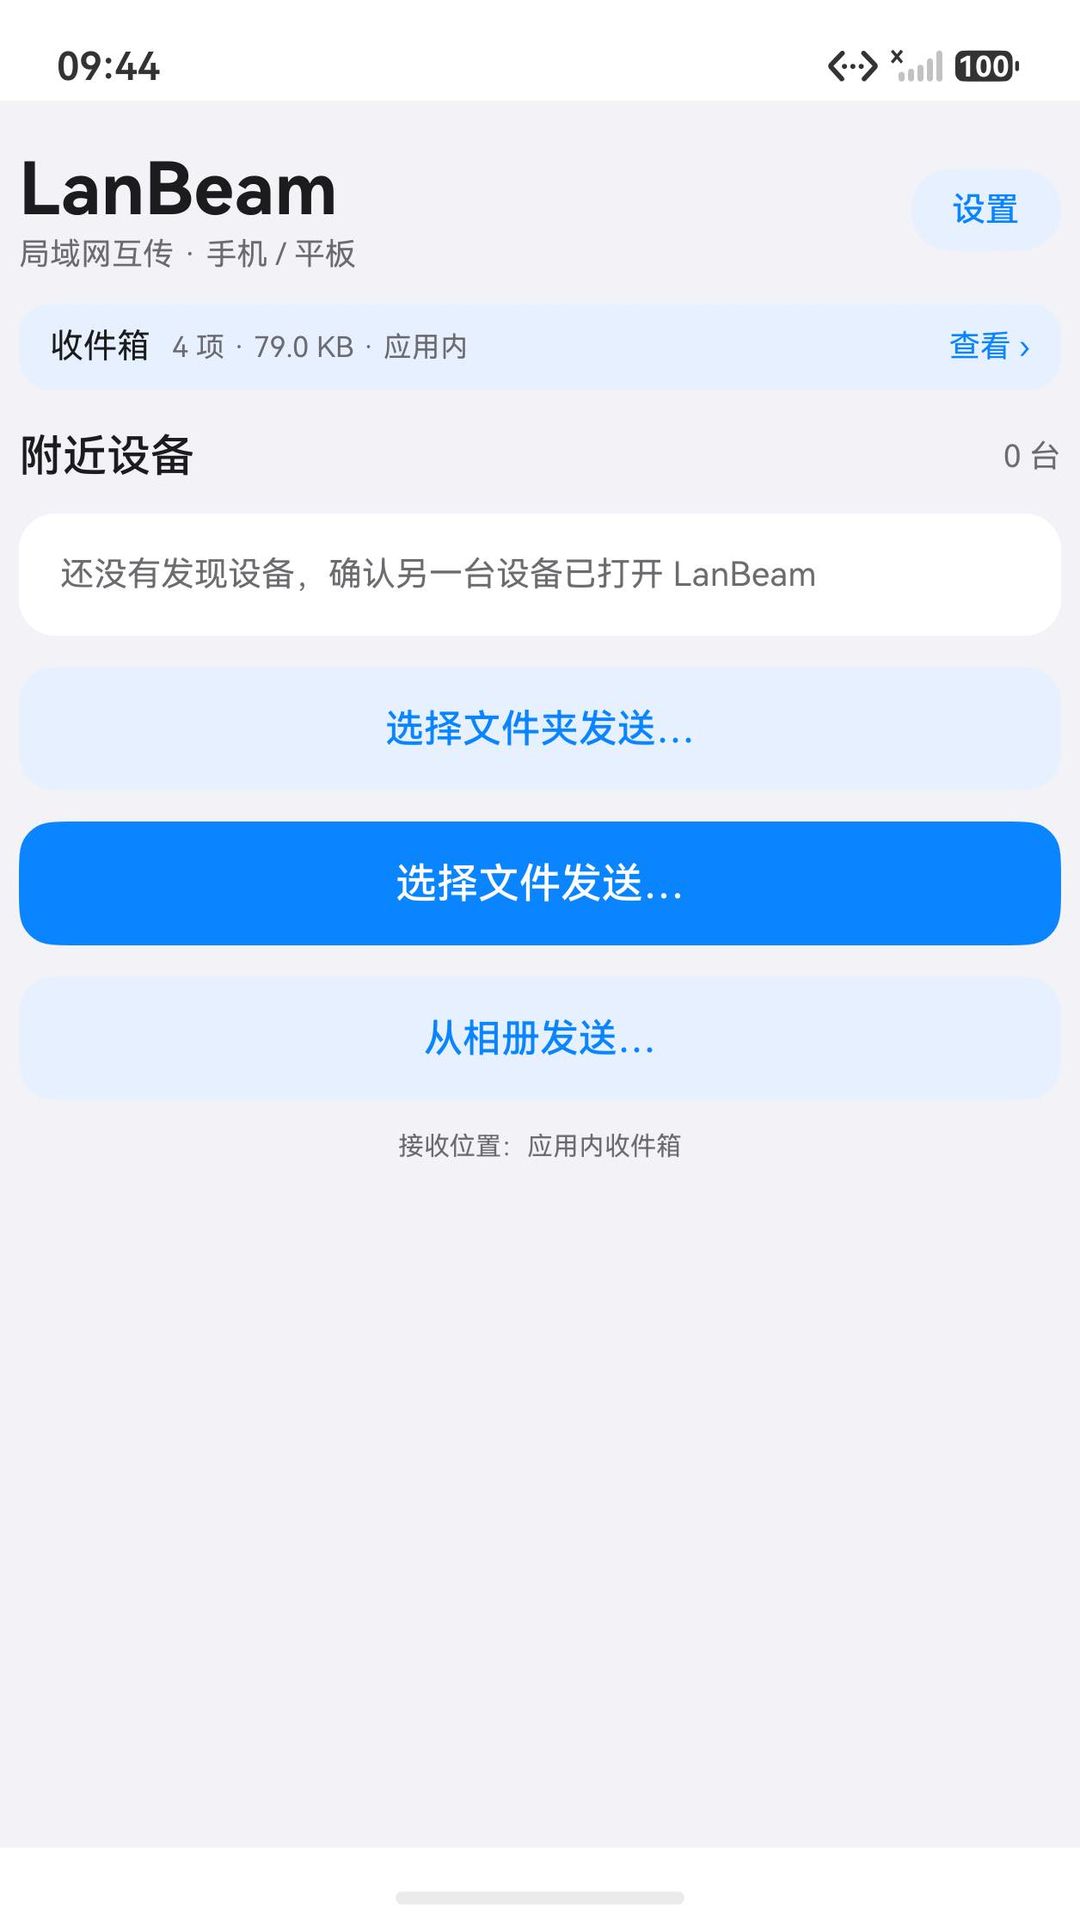 09:44
100
LanBeam
设置
局域网互传 · 手机 / 平板
收件箱 4 项 · 79.0 KB · 应用内 查看 ›
附近设备 0 台
还没有发现设备，确认另一台设备已打开 LanBeam
选择文件夹发送...
选择文件发送...
从相册发送...
接收位置：应用内收件箱